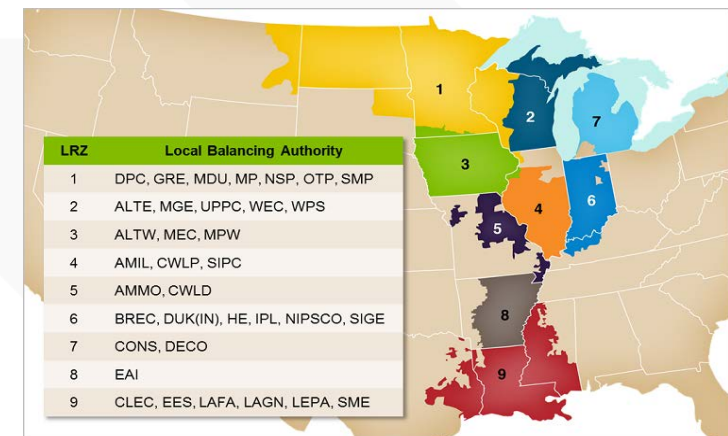 LRZ Local Balancing Authority
1 DPC, GRE, MDU, MP, NSP, OTP, SMP
2 ALTE, MGE, UPPC, WEC, WPS
3 ALTW, MEC, MPW
4 AMIL, CWLP, SIPC
5 AMMO, CWLD
6 BREC, DUK(IN), HE, IPL, NIPSCO, SIGE
7 CONS, DECO
8 EAI
9 CLEC, EES, LAFA, LAGN, LEPA, SME
1
2
7
3
6
4
5
8
9